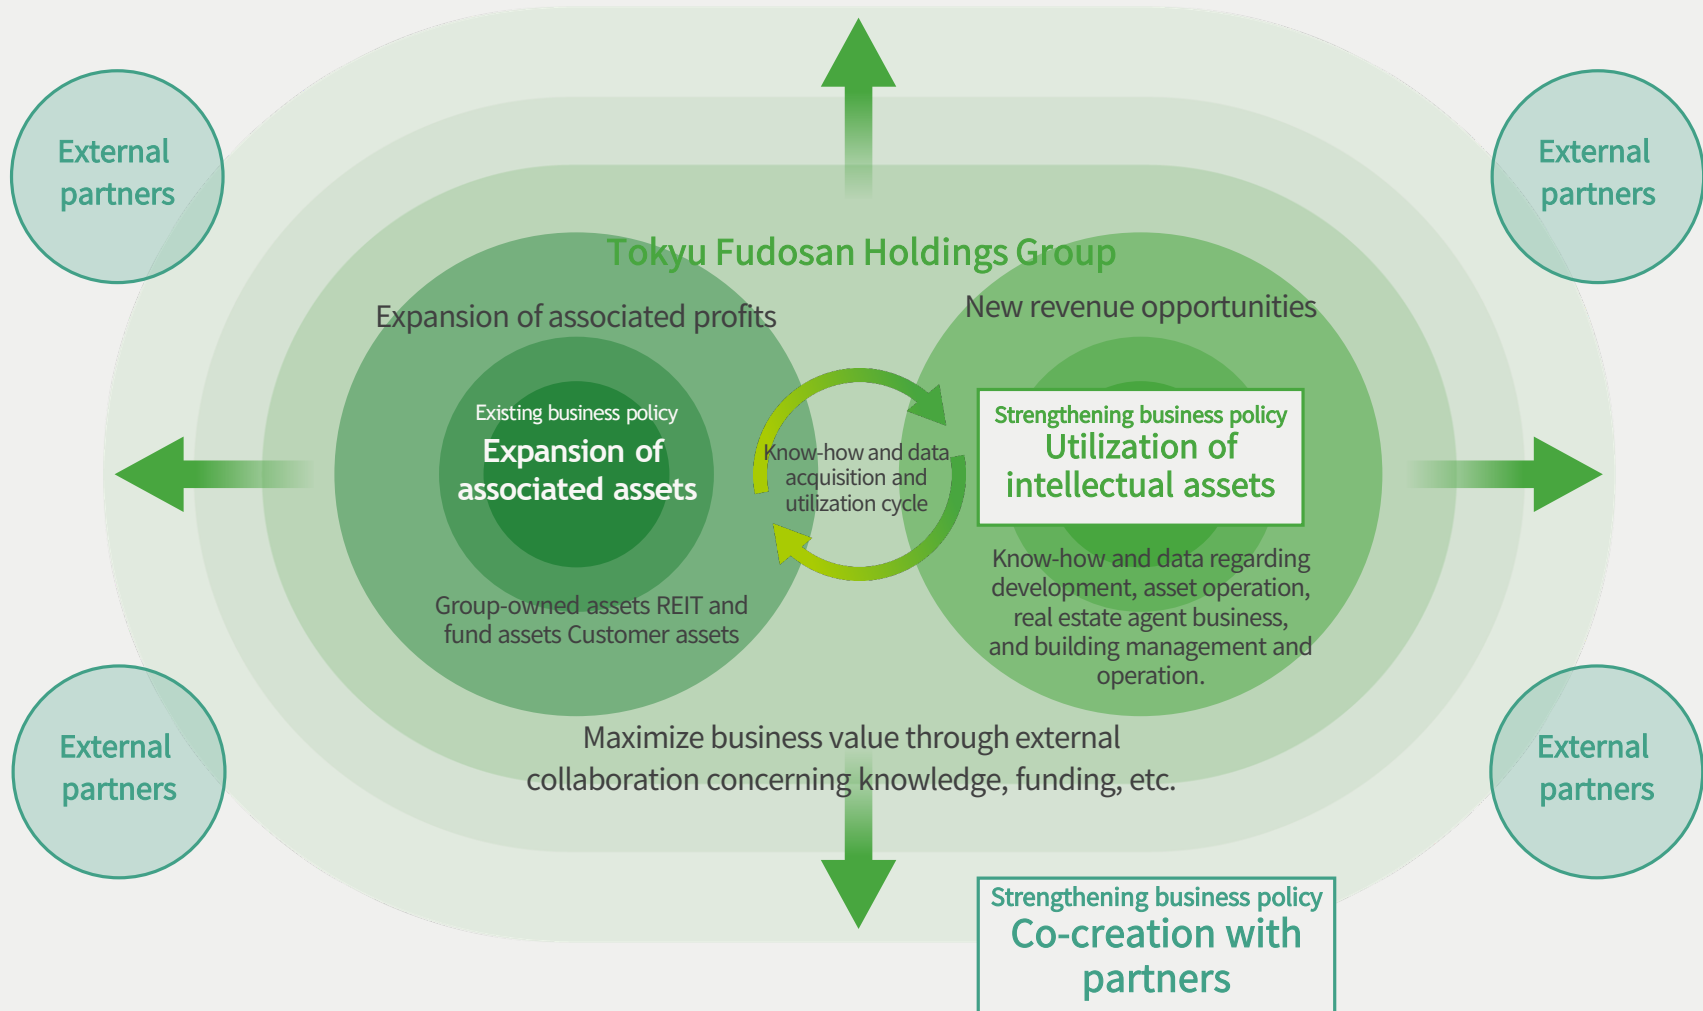 External
partners
External
partners
Tokyu Fudosan Holdings Group
Expansion of associated profits
New revenue opportunities
Existing business policy
Expansion of
associated assets
Know-how and data
acquisition and
utilization cycle
Strengthening business policy
Utilization of
intellectual assets
Group-owned assets REIT and
fund assets Customer assets
Know-how and data regarding
development, asset operation,
real estate agent business,
and building management and
operation.
External
partners
Maximize business value through external
collaboration concerning knowledge, funding, etc.
External
partners
Strengthening business policy
Co-creation with
partners